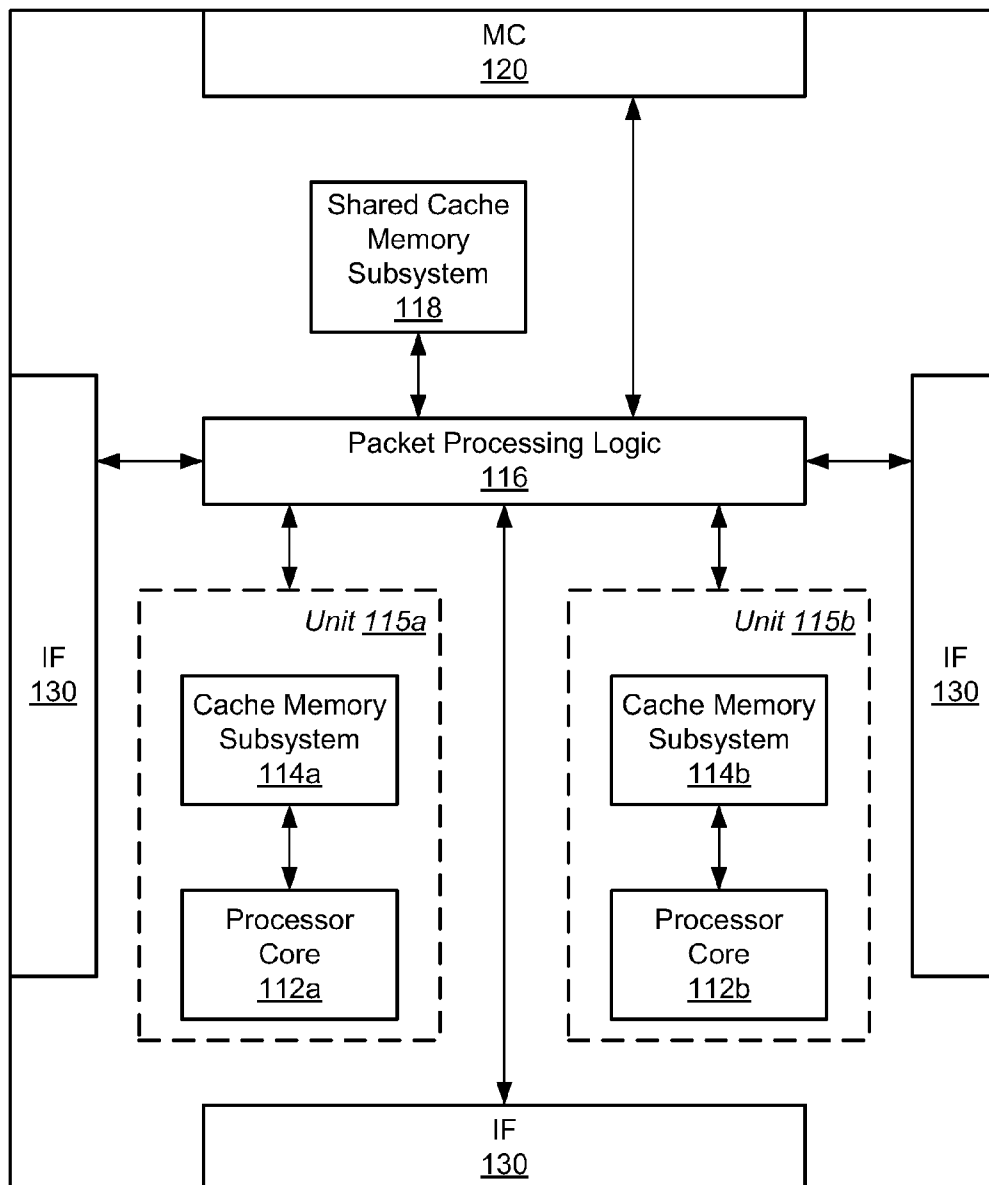 MC
120
Shared Cache
Memory
Subsystem
118
Packet Processing Logic
116
IF
130
Unit 115a
Cache Memory
Subsystem
114a
Processor
Core
112a
Unit 115b
Cache Memory
Subsystem
114b
Processor
Core
112b
IF
130
IF
130